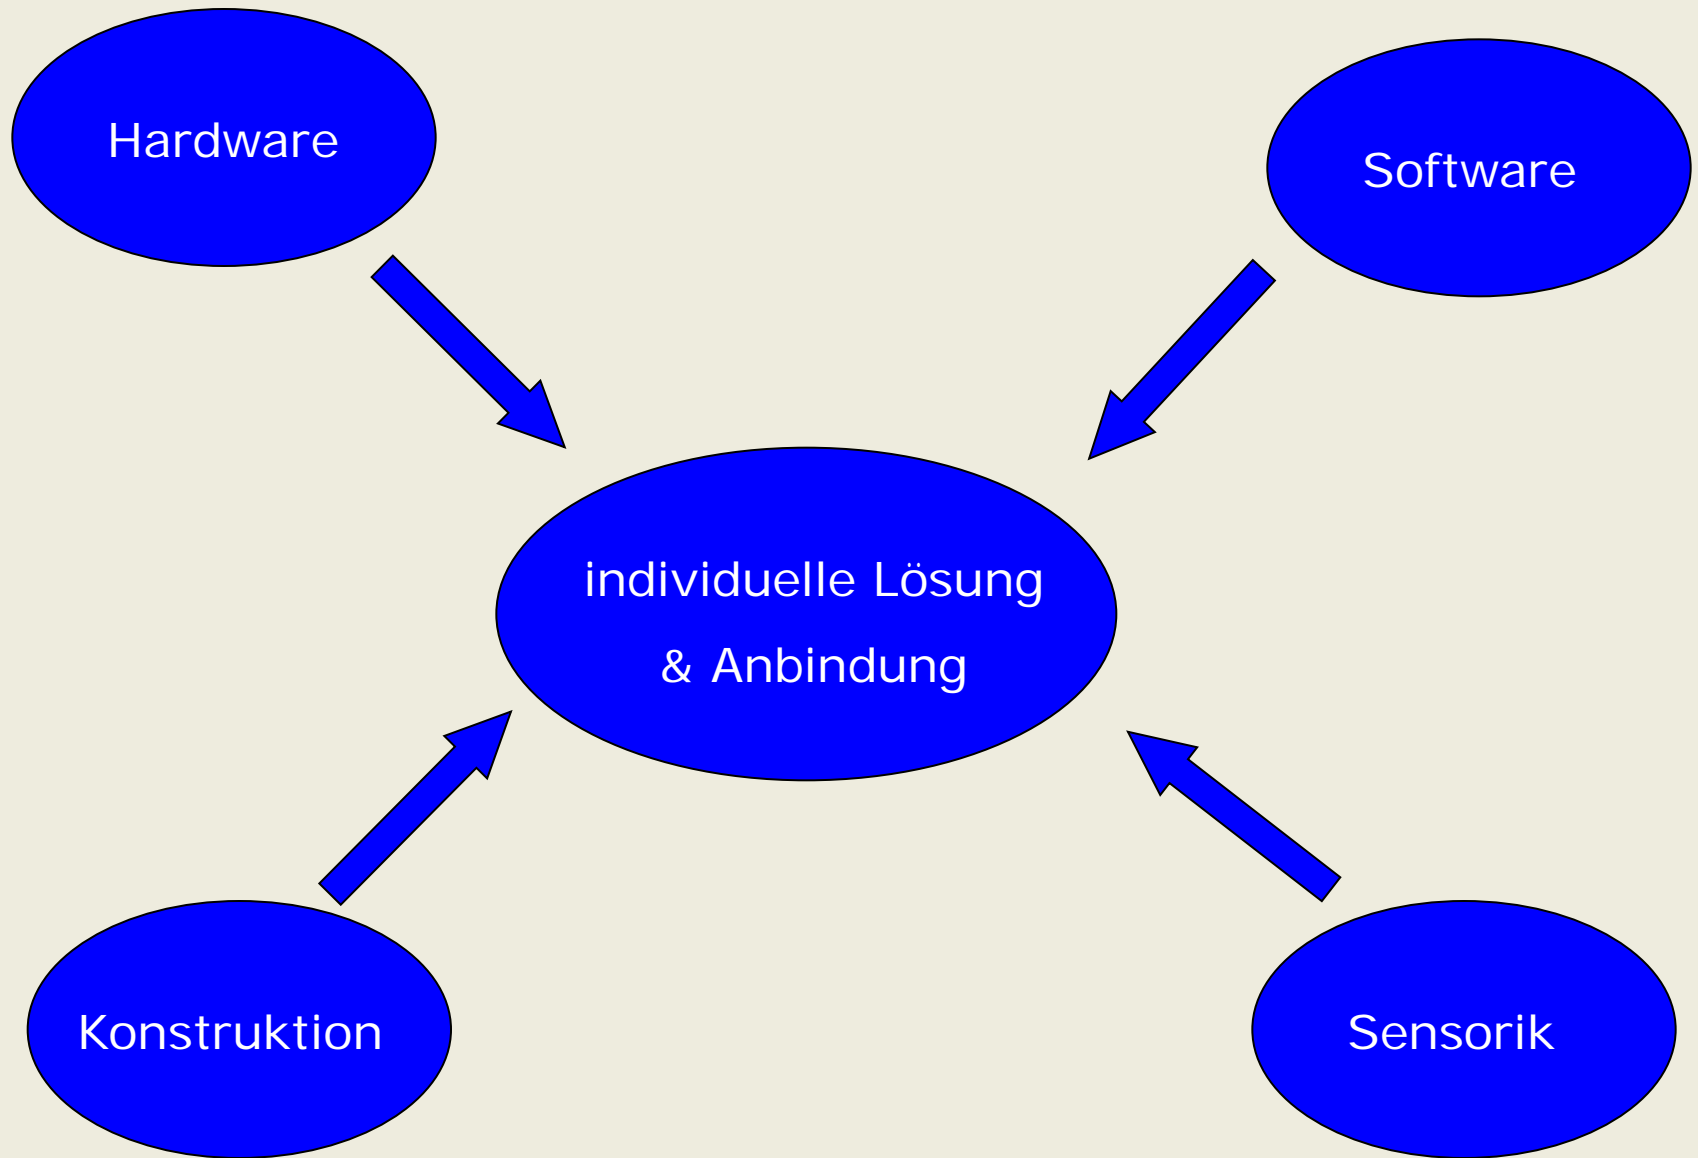 Hardware
Software
individuelle Lösung
& Anbindung
Konstruktion
Sensorik